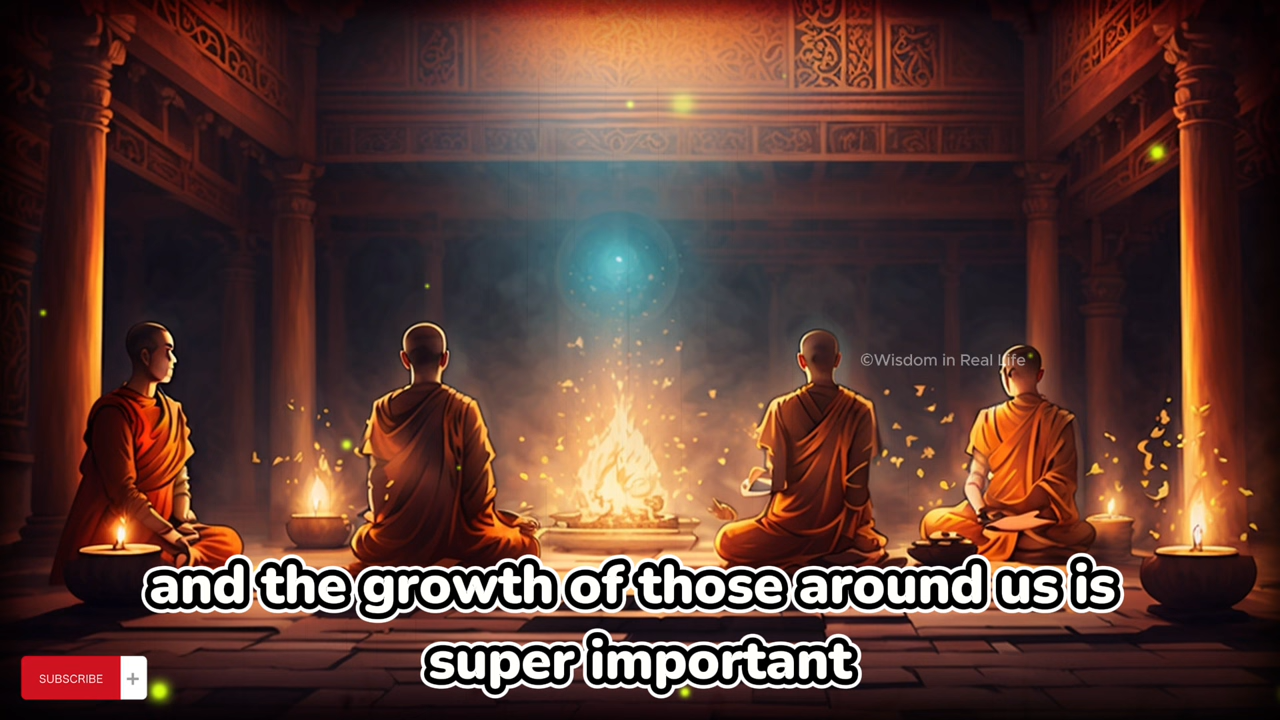 ©Wisdom in Real Life
and the growth of those around us is
super important
SUBSCRIBE +